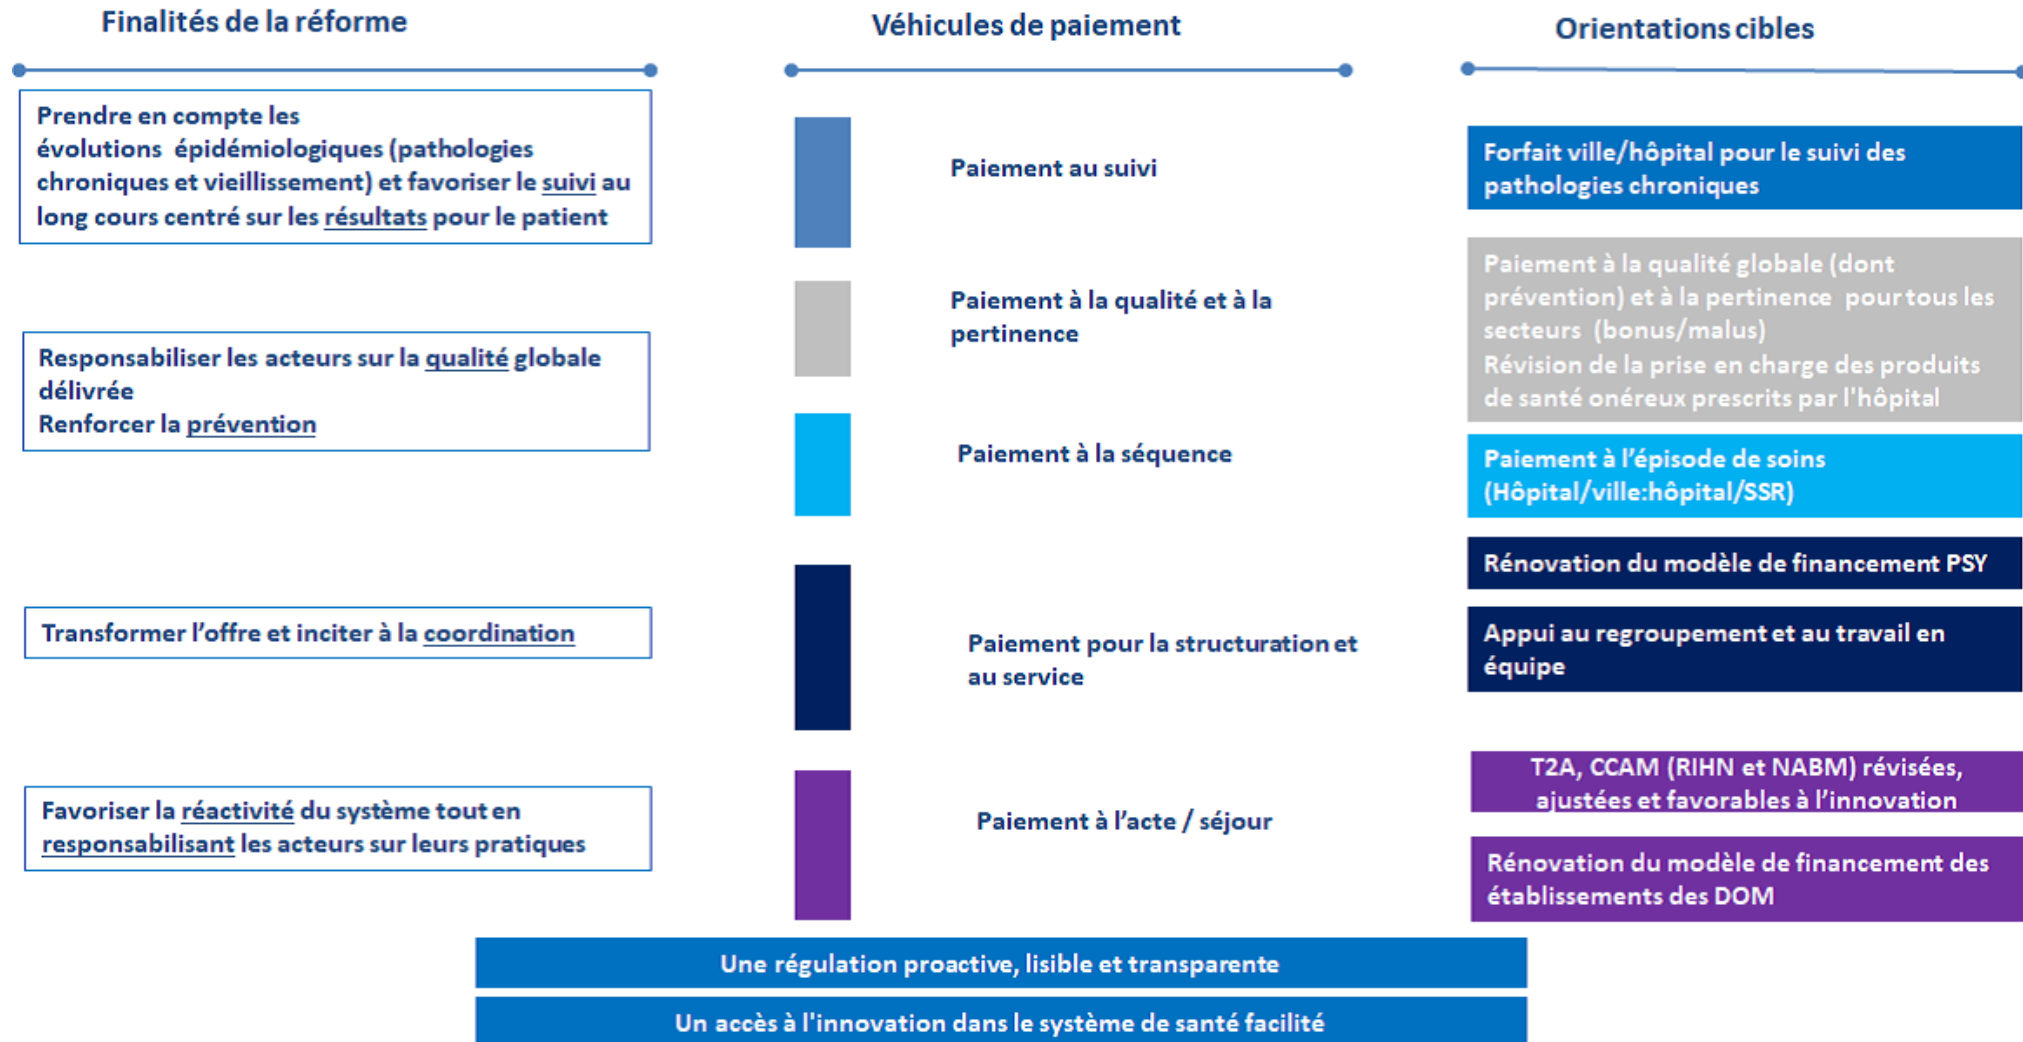 Finalités de la réforme
Prendre en compte les
évolutions épidémiologiques (pathologies
chroniques et vieillissement) et favoriser le suivi au
long cours centré sur les résultats pour le patient
Responsabiliser les acteurs sur la qualité globale
délivrée
Renforcer la prévention
Transformer l’offre et inciter à la coordination
Favoriser la réactivité du système tout en
responsabilisant les acteurs sur leurs pratiques
Véhicules de paiement
Paiement au suivi
Paiement à la qualité et à la
pertinence
Paiement à la séquence
Paiement pour la structuration et
au service
Paiement à l’acte / séjour
Orientations cibles
Forfait ville/hôpital pour le suivi des
pathologies chroniques
Paiement à la qualité globale (dont
prévention) et à la pertinence pour tous les
secteurs (bonus/malus)
Révision de la prise en charge des produits
de santé onéreux prescrits par l'hôpital
Paiement à l’épisode de soins
(Hôpital/ville:hôpital/SSR)
Rénovation du modèle de financement PSY
Appui au regroupement et au travail en
équipe
T2A, CCAM (RIHN et NABM) révisées,
ajustées et favorables à l’innovation
Rénovation du modèle de financement des
établissements des DOM
Une régulation proactive, lisible et transparente
Un accès à l'innovation dans le système de santé facilité